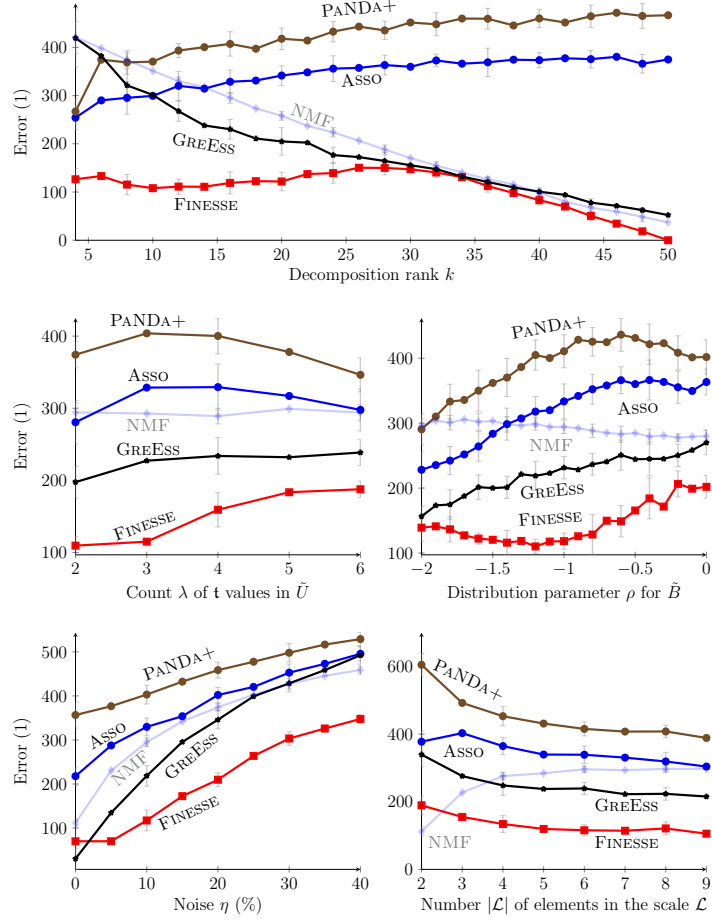 PANDA+
400
ASSO
300
NMF
Error (1)
200
GREESS
100
FINESSE
0
5 10 15 20 25 30 35 40 45 50
Decomposition rank k
PANDA+
400
ASSO
300
NMF
Error (1)
GREESS
200
FINESSE
100
2 3 4 5 6
Count λ of 𝔱 values in Ũ
PANDA+
400
ASSO
300
NMF
GREESS
200
FINESSE
100
−2 −1.5 −1 −0.5 0
Distribution parameter ρ for B̃
500
PANDA+
400
ASSO
300
NMF
GREESS
Error (1)
200
FINESSE
100
0 10 20 30 40
Noise η (%)
600
PANDA+
400
ASSO
200
GREESS
NMF
FINESSE
0
2 3 4 5 6 7 8 9
Number |ℒ| of elements in the scale ℒ